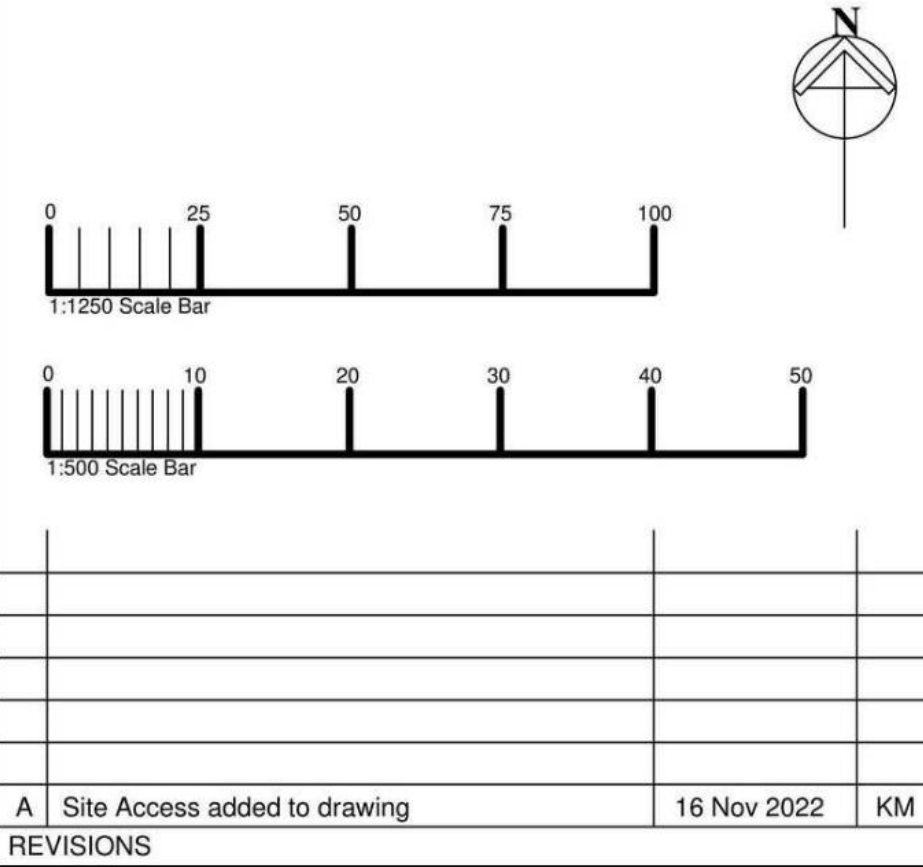 N
0 25 50 75 100
1:1250 Scale Bar
0 10 20 30 40 50
1:500 Scale Bar
A Site Access added to drawing 16 Nov 2022 KM
REVISIONS